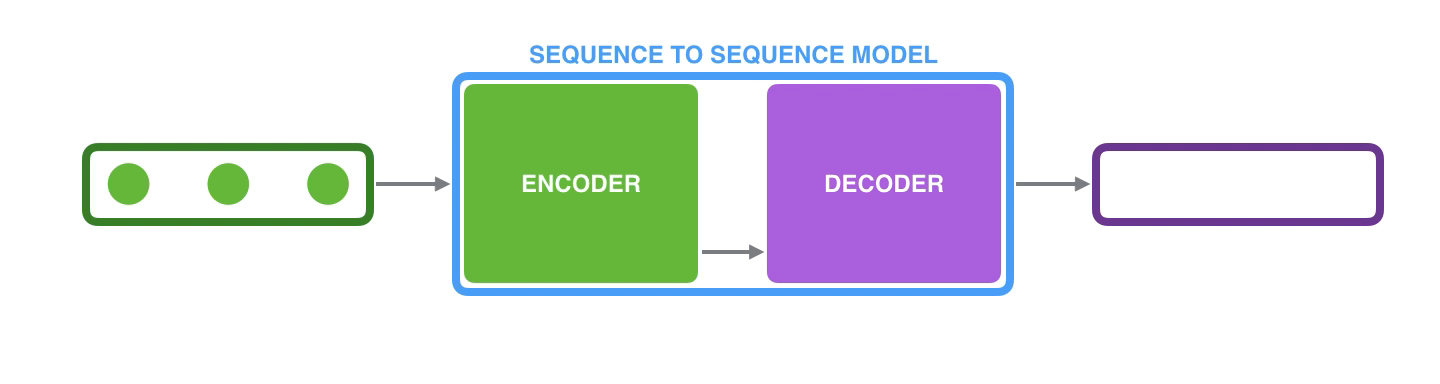 SEQUENCE TO SEQUENCE MODEL
ENCODER
DECODER